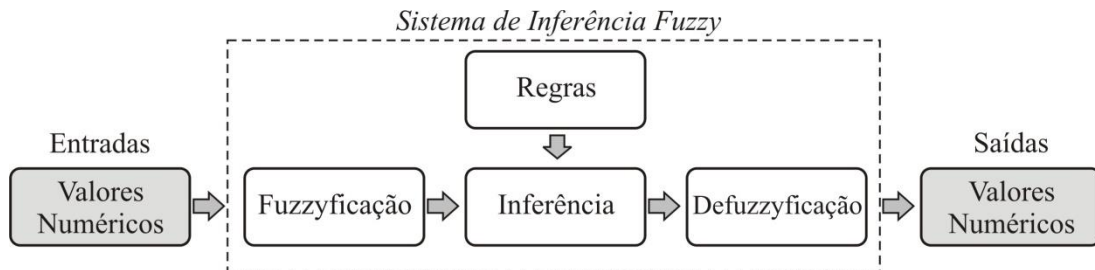 Sistema de Inferência Fuzzy
Regras
Entradas
Saídas
Valores
Numéricos
Fuzzyficação
Inferência
Defuzzyficação
Valores
Numéricos